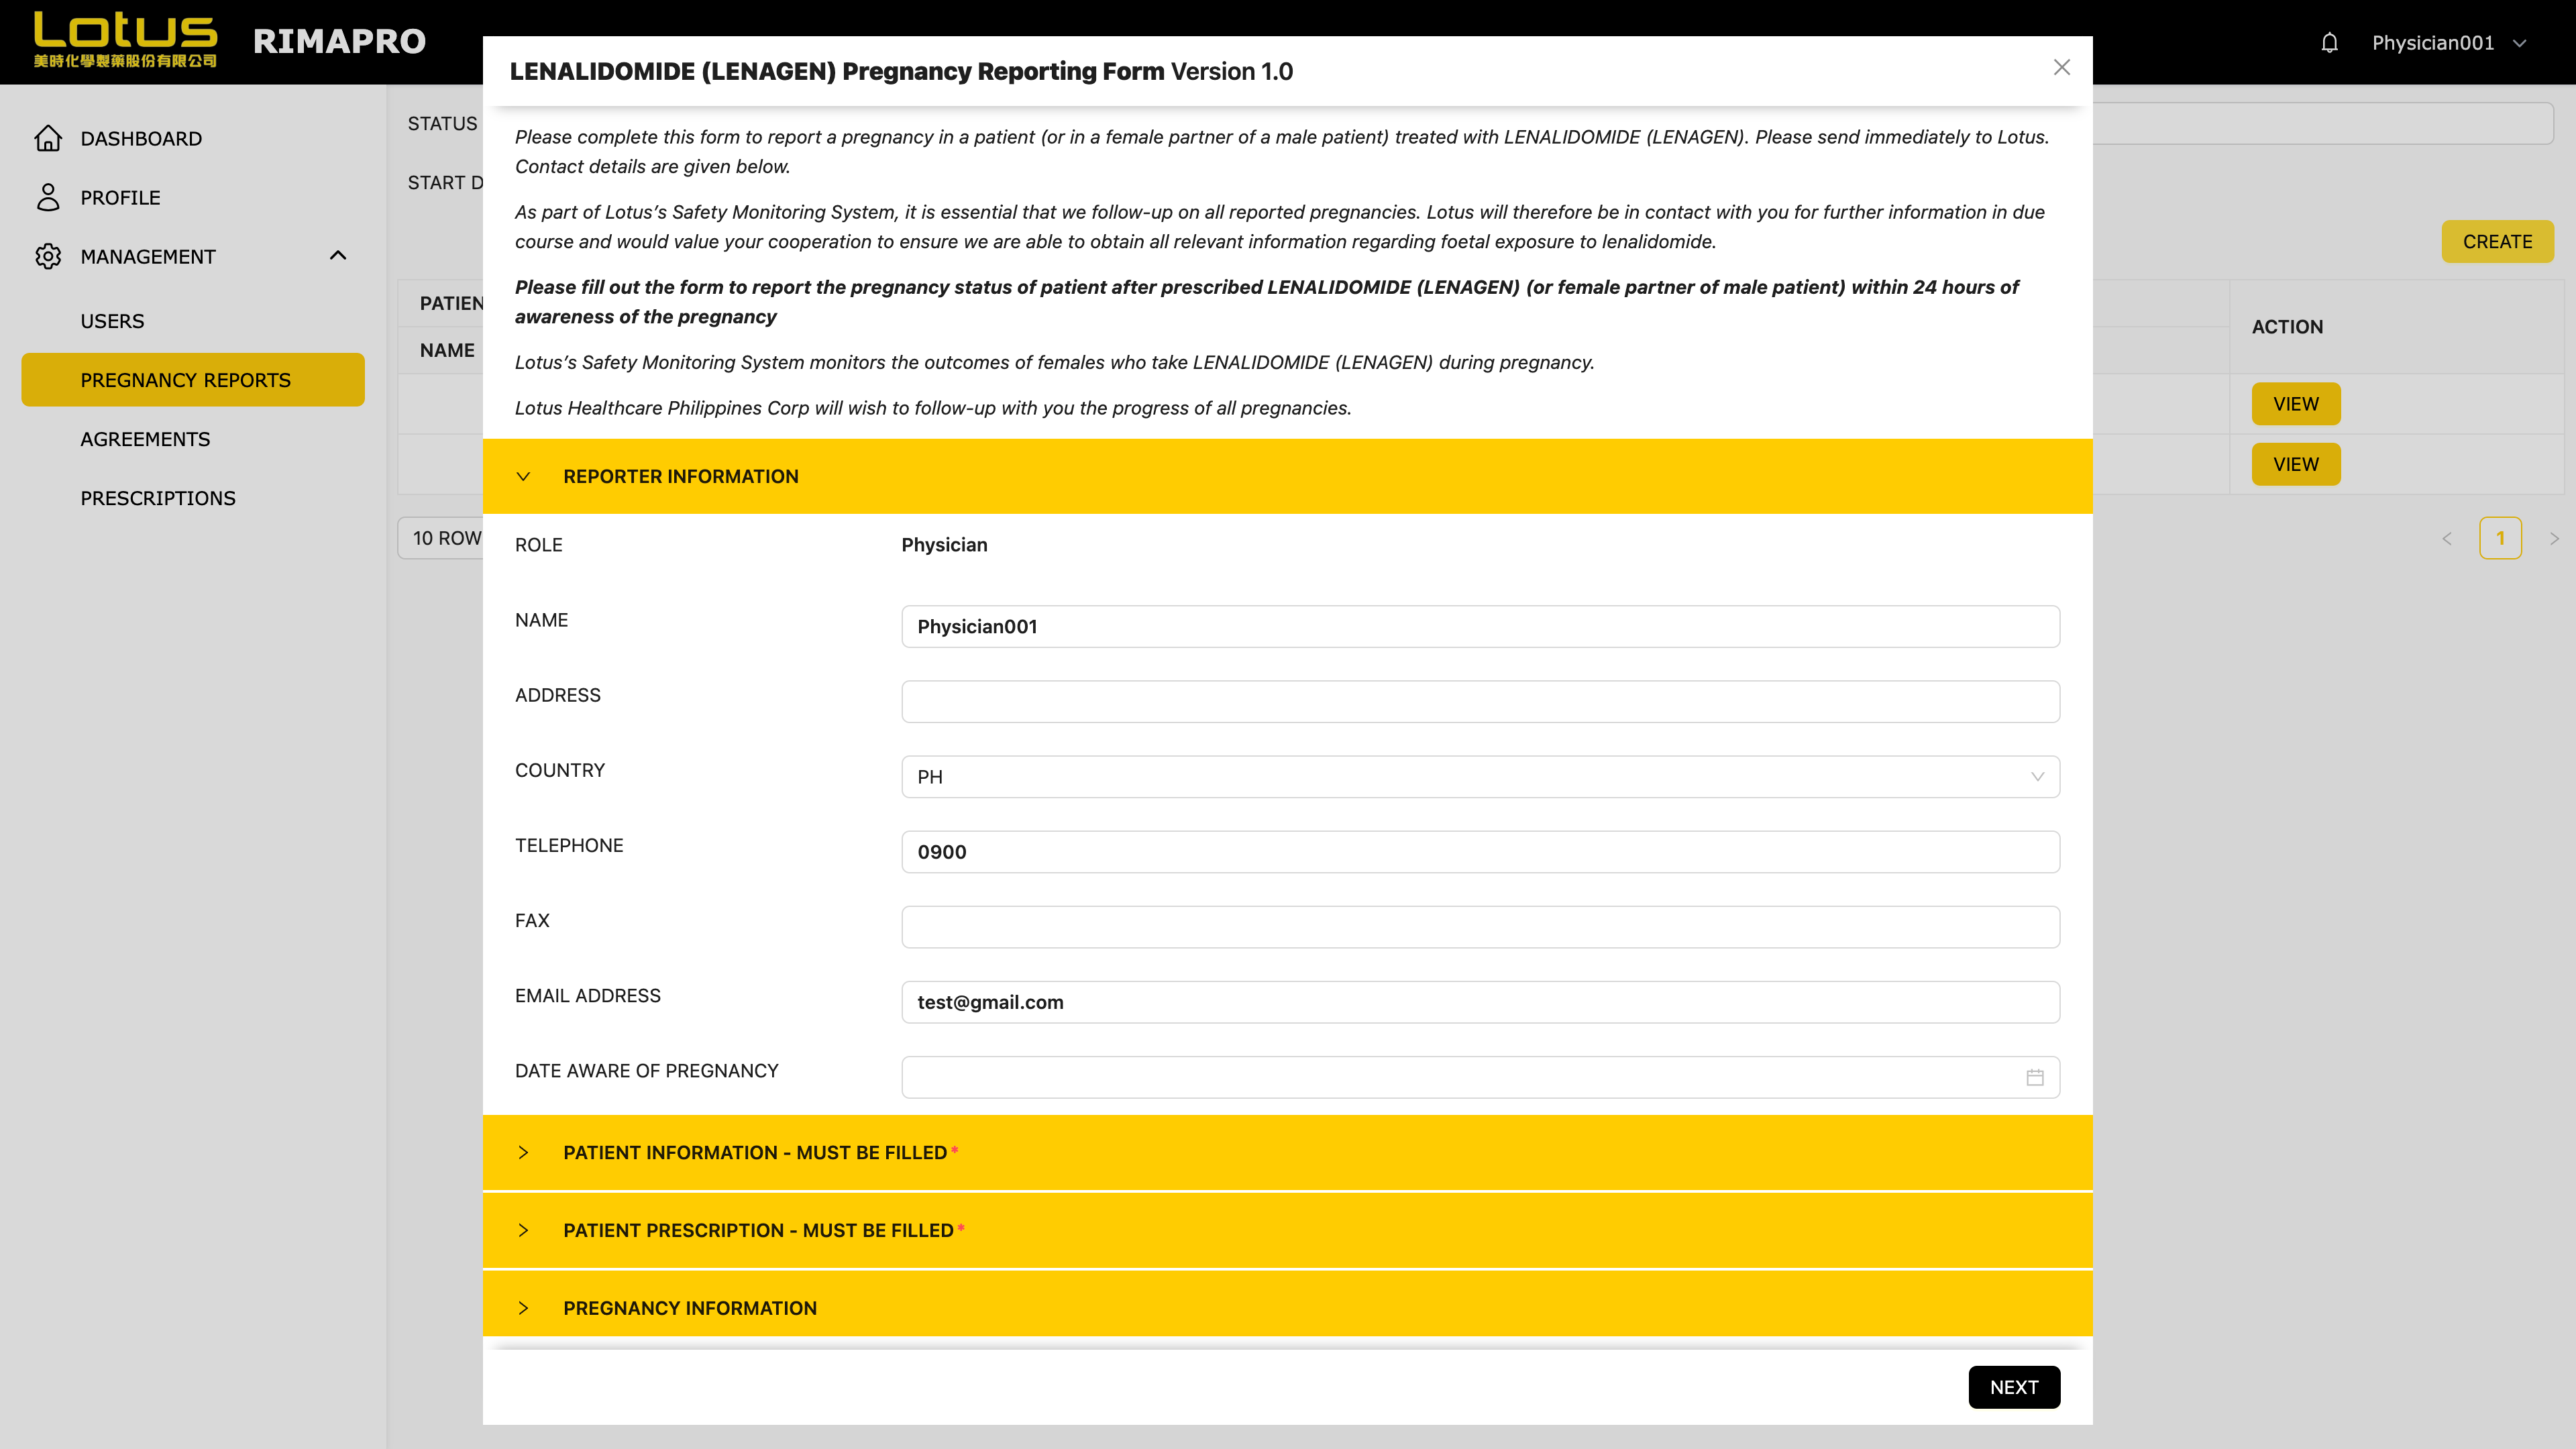 Lotus
美時化學製藥股份有限公司
RIMAPRO
Physician001
DASHBOARD
PROFILE
MANAGEMENT
USERS
PREGNANCY REPORTS
AGREEMENTS
PRESCRIPTIONS
STATUS
START D
CREATE
PATIEN
NAME
ACTION
VIEW
VIEW
10 ROW
1
LENALIDOMIDE (LENAGEN) Pregnancy Reporting Form Version 1.0
Please complete this form to report a pregnancy in a patient (or in a female partner of a male patient) treated with LENALIDOMIDE (LENAGEN). Please send immediately to Lotus.
Contact details are given below.
As part of Lotus’s Safety Monitoring System, it is essential that we follow-up on all reported pregnancies. Lotus will therefore be in contact with you for further information in due
course and would value your cooperation to ensure we are able to obtain all relevant information regarding foetal exposure to lenalidomide.
Please fill out the form to report the pregnancy status of patient after prescribed LENALIDOMIDE (LENAGEN) (or female partner of male patient) within 24 hours of
awareness of the pregnancy
Lotus’s Safety Monitoring System monitors the outcomes of females who take LENALIDOMIDE (LENAGEN) during pregnancy.
Lotus Healthcare Philippines Corp will wish to follow-up with you the progress of all pregnancies.
REPORTER INFORMATION
ROLE Physician
NAME Physician001
ADDRESS
COUNTRY PH
TELEPHONE 0900
FAX
EMAIL ADDRESS test@gmail.com
DATE AWARE OF PREGNANCY
PATIENT INFORMATION - MUST BE FILLED*
PATIENT PRESCRIPTION - MUST BE FILLED*
PREGNANCY INFORMATION
NEXT